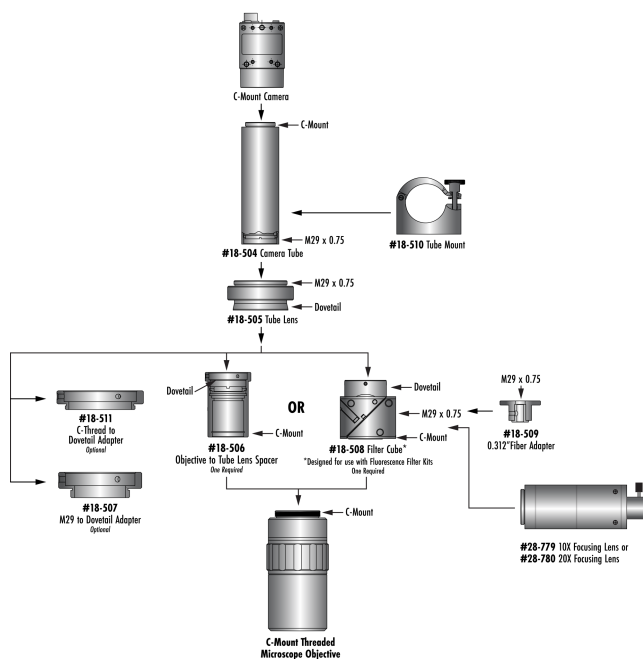 C-Mount Camera
C-Mount
M29 x 0.75
#18-504 Camera Tube
#18-510 Tube Mount
M29 x 0.75
Dovetail
#18-505 Tube Lens
#18-511
C-Thread to
Dovetail Adapter
Optional
#18-507
M29 to Dovetail Adapter
Optional
Dovetail
C-Mount
#18-506
Objective to Tube Lens Spacer
One Required
OR
Dovetail
M29 x 0.75
C-Mount
#18-508 Filter Cube*
*Designed for use with Fluorescence Filter Kits
One Required
M29 x 0.75
#18-509
0.312"Fiber Adapter
#28-779 10X Focusing Lens or
#28-780 20X Focusing Lens
C-Mount
C-Mount Threaded
Microscope Objective